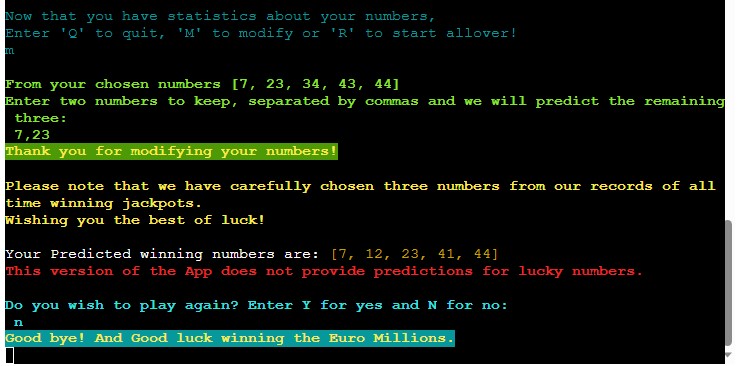 Now that you have statistics about your numbers,
Enter 'Q' to quit, 'M' to modify or 'R' to start allover!
m
From your chosen numbers [7, 23, 34, 43, 44]
Enter two numbers to keep, separated by commas and we will predict the remaining
three:
7,23
Thank you for modifying your numbers!
Please note that we have carefully chosen three numbers from our records of all
time winning jackpots.
Wishing you the best of luck!
Your Predicted winning numbers are: [7, 12, 23, 41, 44]
This version of the App does not provide predictions for lucky numbers.
Do you wish to play again? Enter Y for yes and N for no:
n
Good bye! And Good luck winning the Euro Millions.